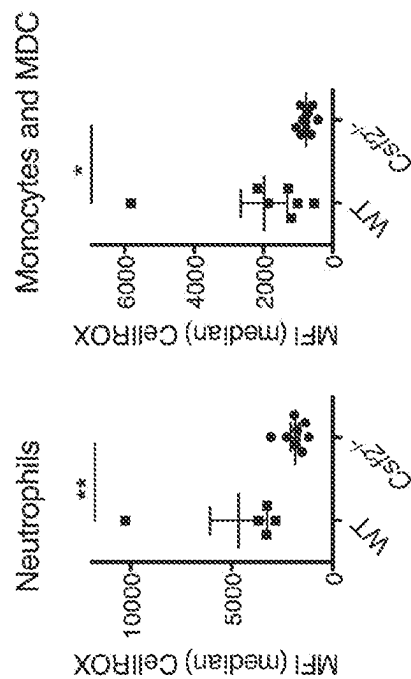 Neutrophils
MFI (median) CellROX
10000
5000
0
**
WT
Csf2-/-
Monocytes and MDC
MFI (median) CellROX
6000
4000
2000
0
*
WT
Csf2-/-